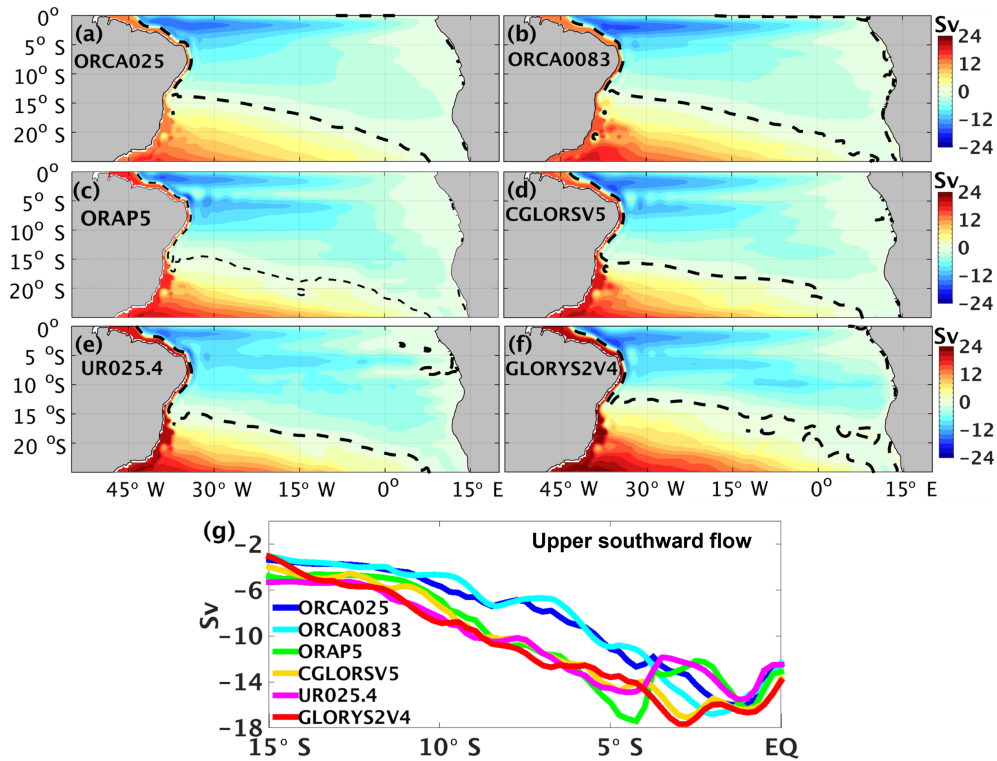 0° (a) (b) Sv
5° S ORCA025 ORCA0083 24
10° S 12
15° S 0
20° S -12
-24
0° (c) (d) Sv
5° S ORAP5 CGLORSV5 24
10° S 12
15° S 0
20° S -12
-24
0° (e) (f) Sv
5 °S UR025.4 GLORYS2V4 24
10 °S 12
15 °S 0
20 °S -12
-24
45° W 30° W 15° W 0° 15° E 45° W 30° W 15° W 0° 15° E
(g) Upper southward flow
-2
-6
-10
-14
-18
Sv
ORCA025
ORCA0083
ORAP5
CGLORSV5
UR025.4
GLORYS2V4
15° S 10° S 5° S EQ